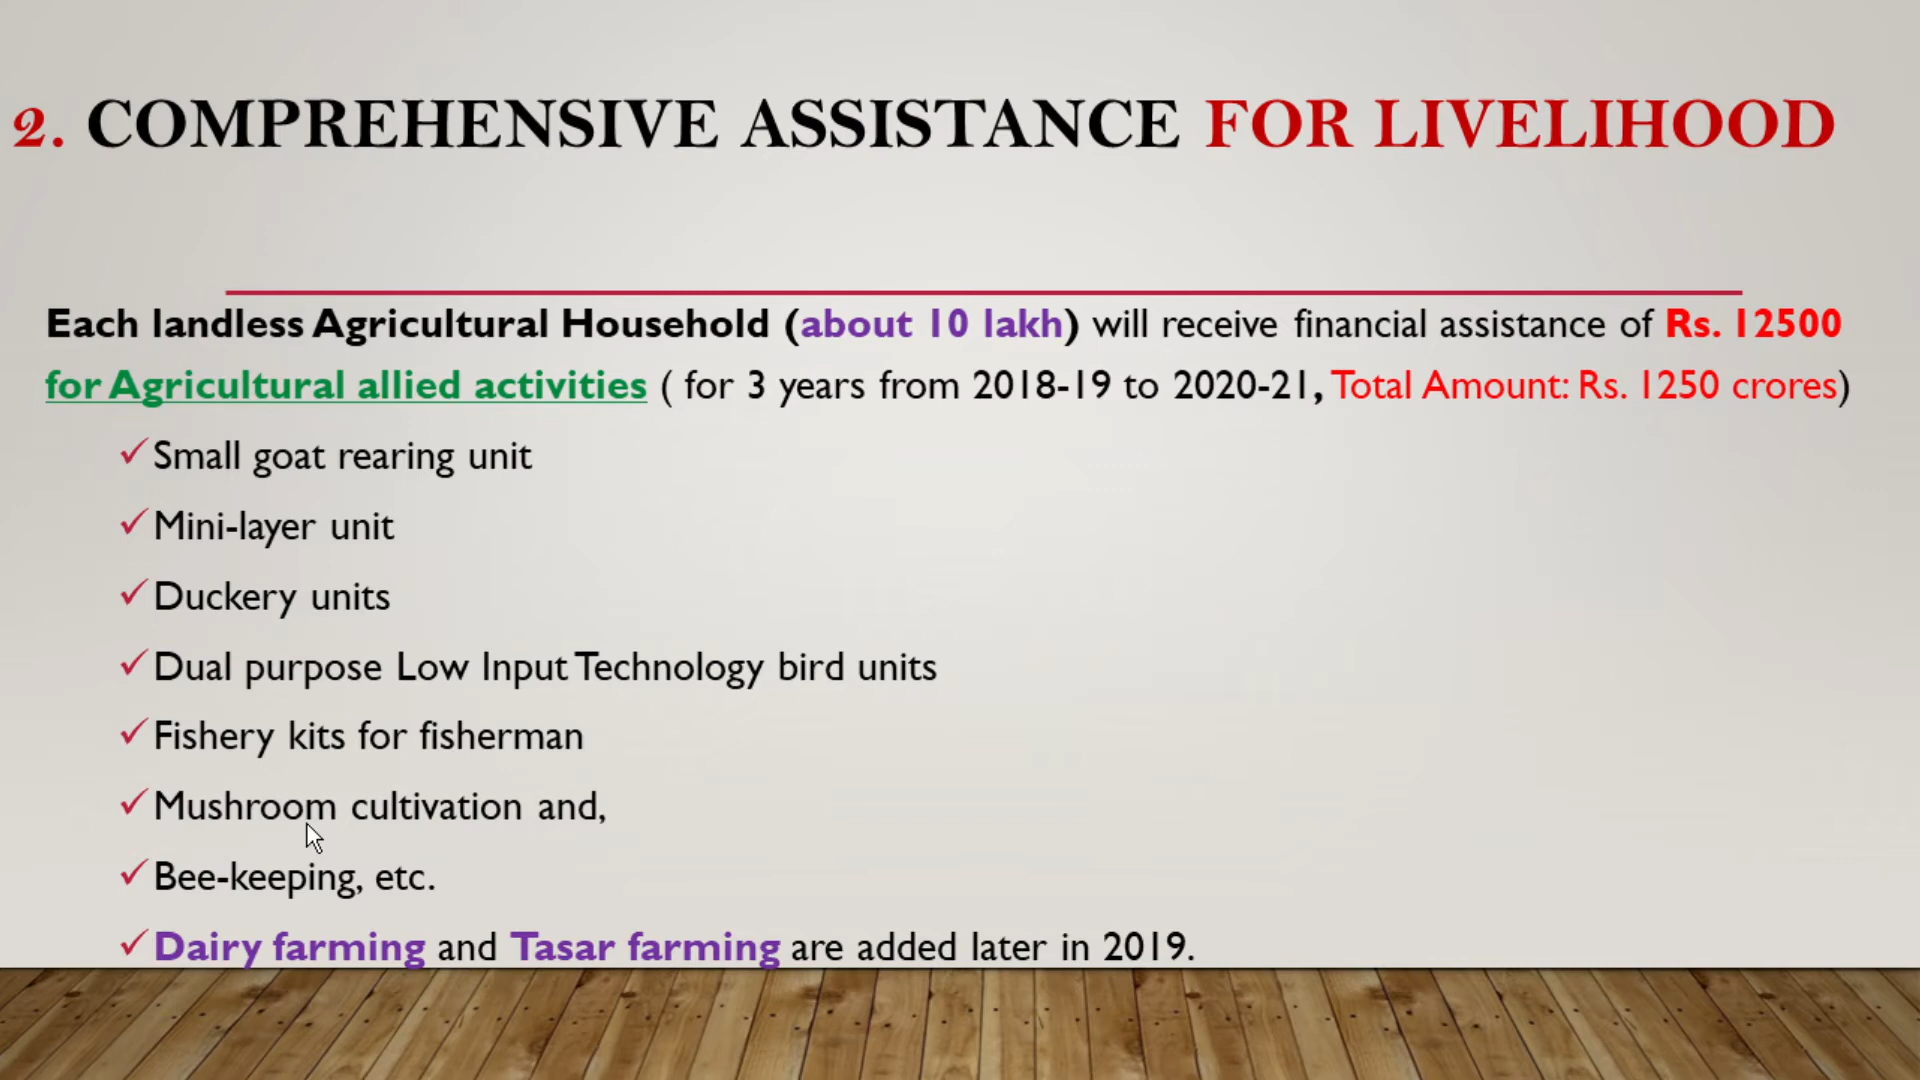 2. COMPREHENSIVE ASSISTANCE FOR LIVELIHOOD
Each landless Agricultural Household (about 10 lakh) will receive financial assistance of Rs. 12500
for Agricultural allied activities ( for 3 years from 2018-19 to 2020-21, Total Amount: Rs. 1250 crores)
✓Small goat rearing unit
✓Mini-layer unit
✓Duckery units
✓Dual purpose Low Input Technology bird units
✓Fishery kits for fisherman
✓Mushroom cultivation and,
✓Bee-keeping, etc.
✓Dairy farming and Tasar farming are added later in 2019.